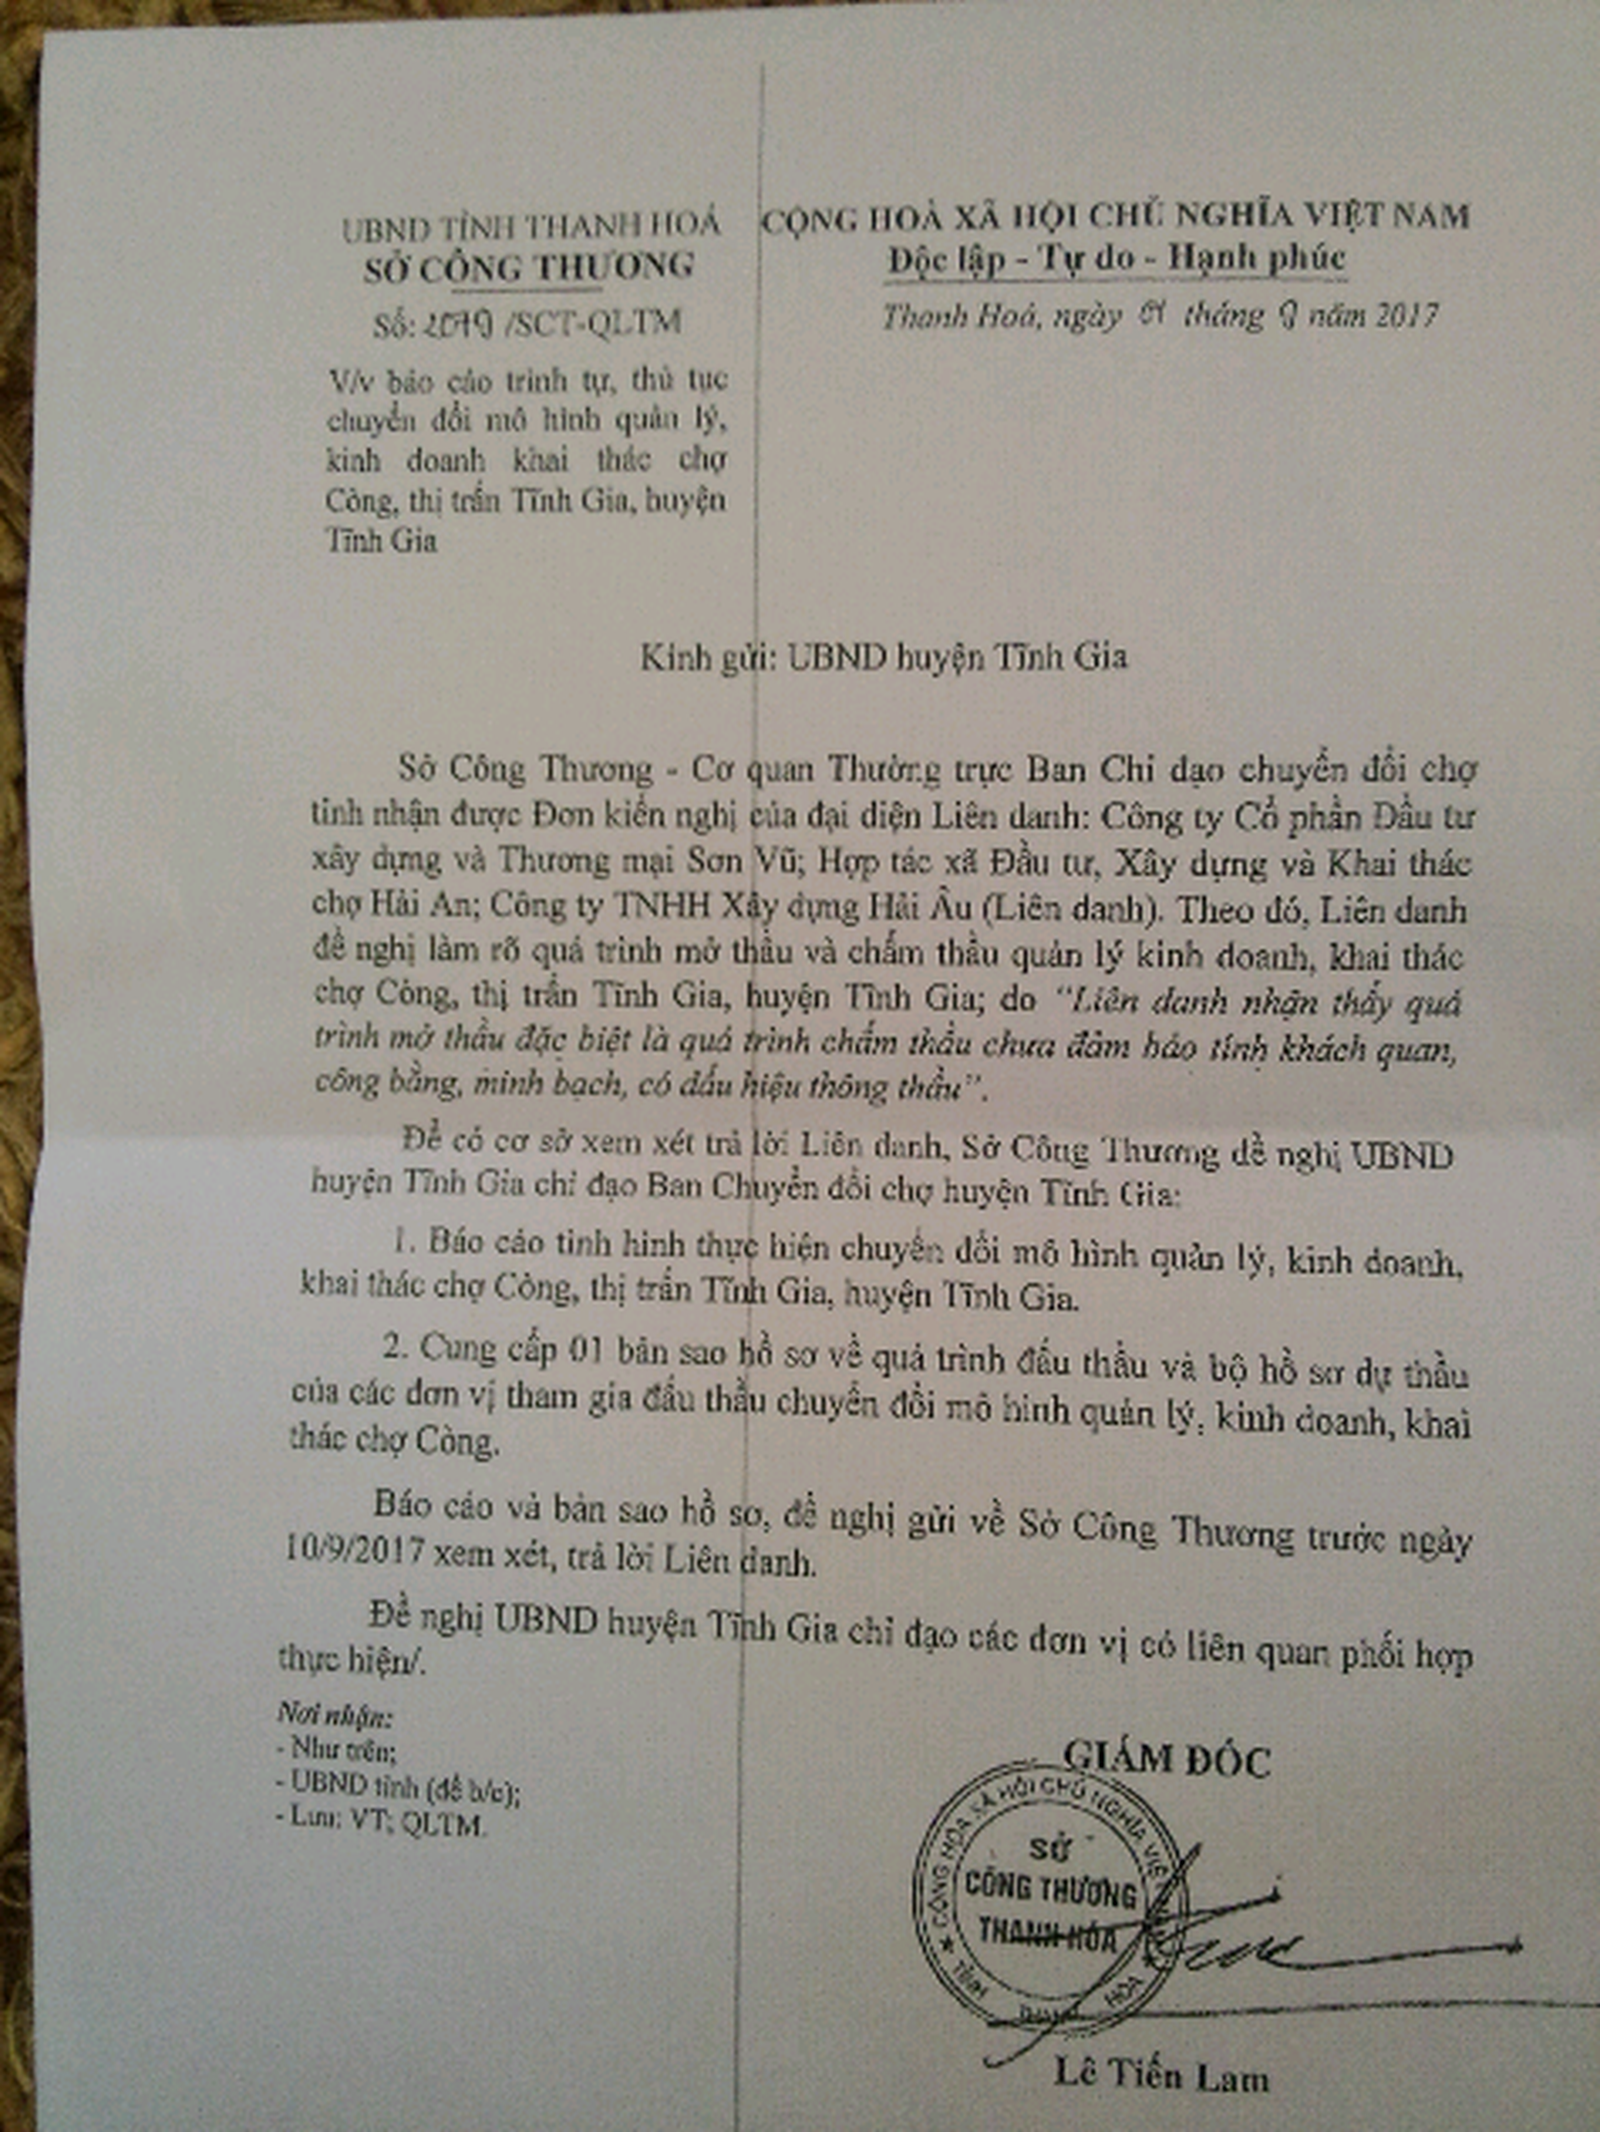 UBND TỈNH THANH HOÁ
SỞ CÔNG THƯƠNG
Số: /SCT-QLTM
V/v báo cáo trình tự, thủ tục
chuyển đổi mô hình quản lý,
kinh doanh khai thác chợ
Còng, thị trấn Tĩnh Gia, huyện
Tĩnh Gia
CỘNG HOÀ XÃ HỘI CHỦ NGHĨA VIỆT NAM
Độc lập - Tự do - Hạnh phúc
Thanh Hoá, ngày tháng 9 năm 2017
Kính gửi: UBND huyện Tĩnh Gia
Sở Công Thương - Cơ quan Thường trực Ban Chỉ đạo chuyển đổi chợ
tỉnh nhận được Đơn kiến nghị của đại diện Liên danh: Công ty Cổ phần Đầu tư
xây dựng và Thương mại Sơn Vũ; Hợp tác xã Đầu tư, Xây dựng và Khai thác
chợ Hải An; Công ty TNHH Xây dựng Hải Âu (Liên danh). Theo đó, Liên danh
đề nghị làm rõ quá trình mở thầu và chấm thầu quản lý kinh doanh, khai thác
chợ Còng, thị trấn Tĩnh Gia, huyện Tĩnh Gia; do “Liên danh nhận thấy quá
trình mở thầu đặc biệt là quá trình chấm thầu chưa đảm bảo tính khách quan,
công bằng, minh bạch, có dấu hiệu thông thầu”.
Để có cơ sở xem xét trả lời Liên danh, Sở Công Thương đề nghị UBND
huyện Tĩnh Gia chỉ đạo Ban Chuyển đổi chợ huyện Tĩnh Gia:
1. Báo cáo tình hình thực hiện chuyển đổi mô hình quản lý, kinh doanh,
khai thác chợ Còng, thị trấn Tĩnh Gia, huyện Tĩnh Gia.
2. Cung cấp 01 bản sao hồ sơ về quá trình đấu thầu và bộ hồ sơ dự thầu
của các đơn vị tham gia đấu thầu chuyển đổi mô hình quản lý, kinh doanh, khai
thác chợ Còng.
Báo cáo và bản sao hồ sơ, đề nghị gửi về Sở Công Thương trước ngày
10/9/2017 xem xét, trả lời Liên danh.
Đề nghị UBND huyện Tĩnh Gia chỉ đạo các đơn vị có liên quan phối hợp
thực hiện/.
Nơi nhận:
- Như trên;
- UBND tỉnh (để b/c);
- Lưu: VT; QLTM.
GIÁM ĐỐC
CỘNG HÒA XÃ HỘI CHỦ NGHĨA VIỆT
SỞ
CÔNG THƯƠNG
THANH HÓA
TỈNH THANH HOA
Lê Tiến Lam